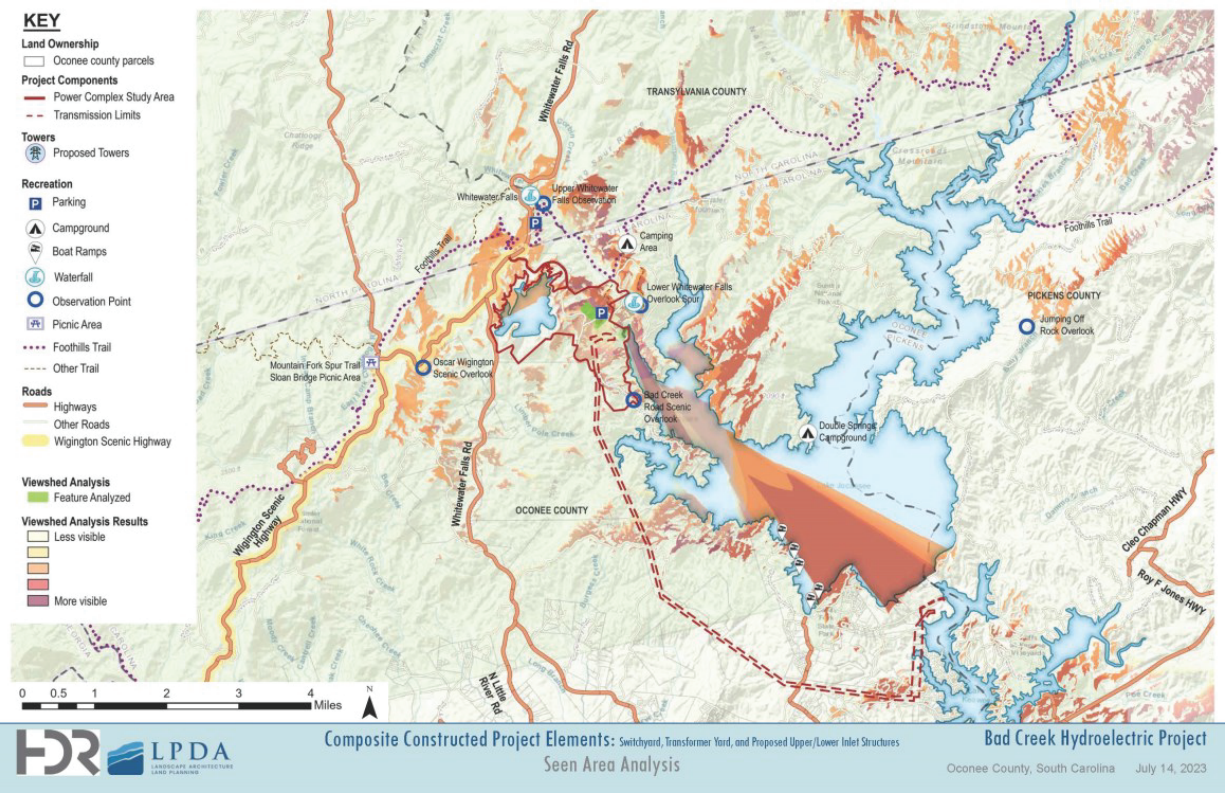 KEY
Land Ownership
Oconee county parcels
Project Components
Power Complex Study Area
Transmission Limits
Towers
Proposed Towers
Recreation
P
Parking
Campground
Boat Ramps
Waterfall
Observation Point
Picnic Area
Foothills Trail
Other Trail
Roads
Highways
Other Roads
Wigington Scenic Highway
Viewshed Analysis
Feature Analyzed
Viewshed Analysis Results
Less visible
More visible
Whitewater Falls Rd
TRANSYLVANIA COUNTY
NORTH CAROLINA
Whitewater Falls
Upper Whitewater
Falls Observation
P
Foothills Trail
Camping
Area
Foothills Trail
NORTH CAROLINA
Lower Whitewater Falls
Overlook Spur
P
PICKENS COUNTY
Jumping Off
Rock Overlook
OCONEE
PICKENS
Mountain Fork Spur Trail
Sloan Bridge Picnic Area
Oscar Wigington
Scenic Overlook
Bad Creek
Road Scenic
Overlook
Double Springs
Campground
Whitewater Falls Rd
OCONEE COUNTY
Wigington Scenic
Highway
Cleo Chapman HWY
Roy F Jones HWY
N Little
River Rd
0 0.5 1 2 3 4
Miles
N
HDR
LPDA
LANDSCAPE ARCHITECTURE
LAND PLANNING
Composite Constructed Project Elements: Switchyard, Transformer Yard, and Proposed Upper/Lower Inlet Structures
Seen Area Analysis
Bad Creek Hydroelectric Project
Oconee County, South Carolina July 14, 2023